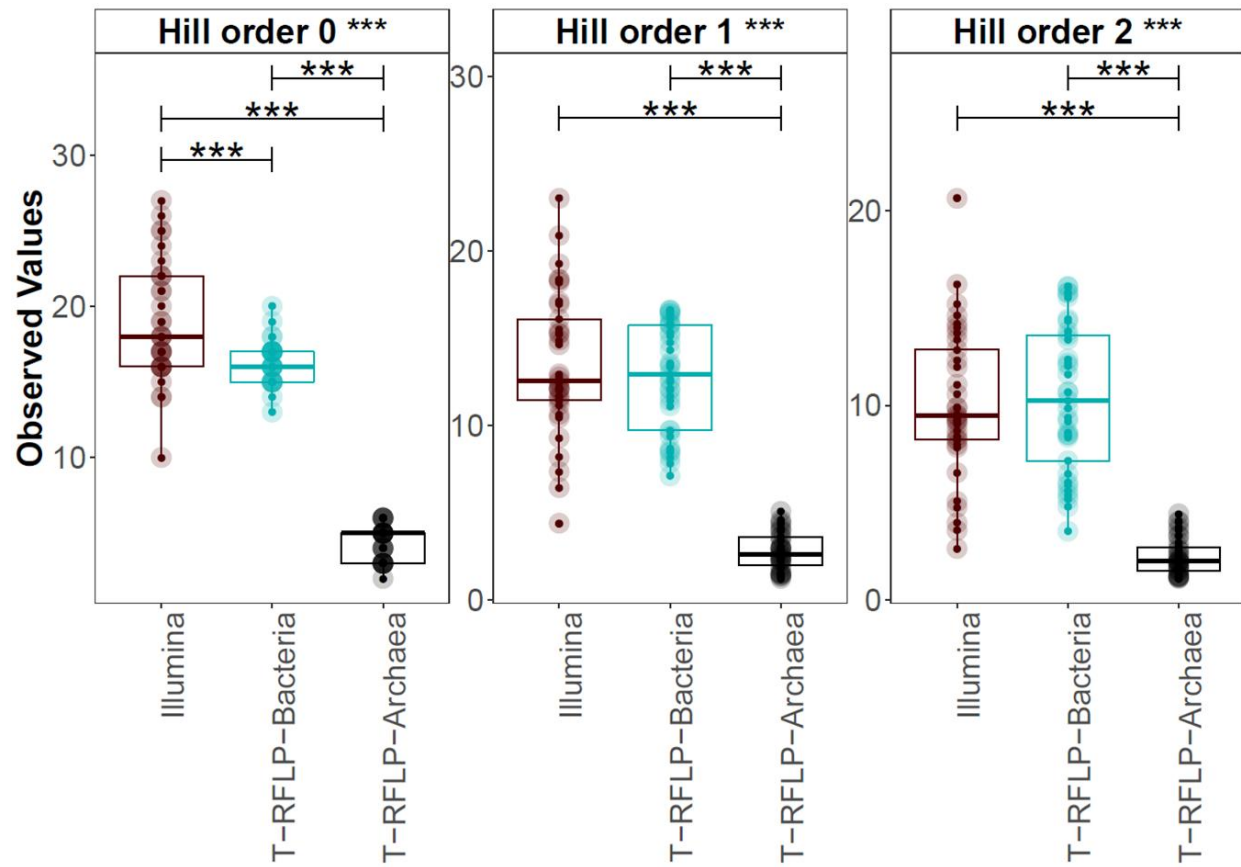 Hill order 0 ***
Hill order 1 ***
Hill order 2 ***
Observed Values
***
***
***
30
20
10
Illumina
T-RFLP-Bacteria
T-RFLP-Archaea
***
***
30
20
10
0
Illumina
T-RFLP-Bacteria
T-RFLP-Archaea
***
***
20
10
0
Illumina
T-RFLP-Bacteria
T-RFLP-Archaea